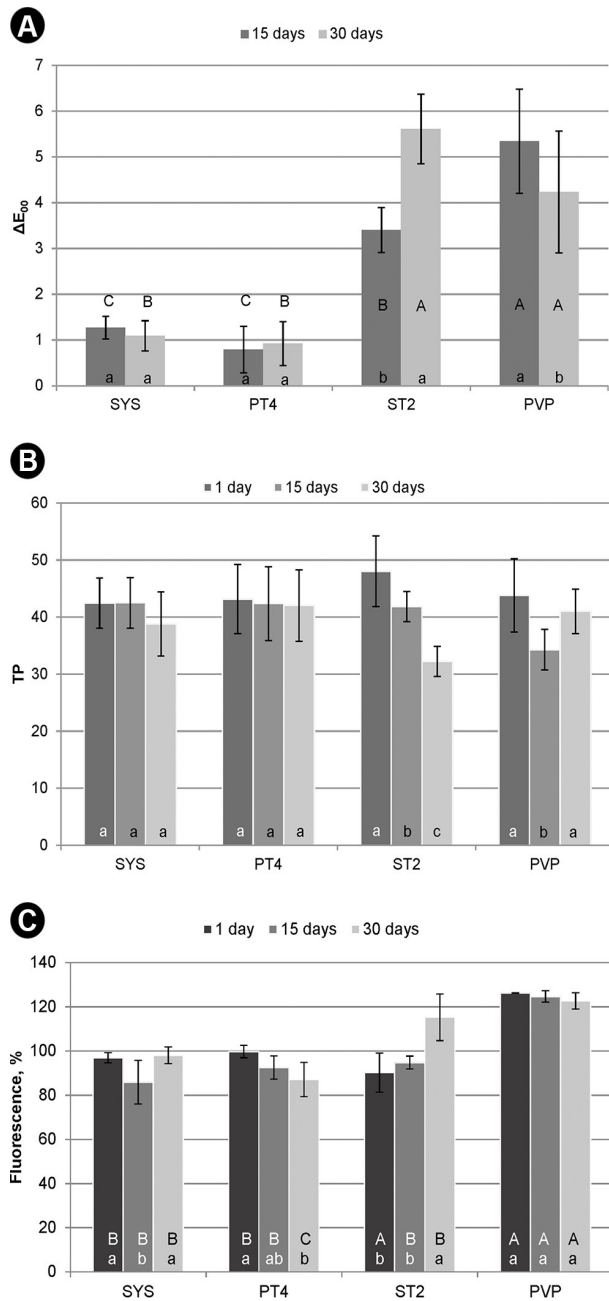 A
15 days 30 days
7
6
5
4
3
2
1
0
ΔE00
C B C B B A A A
a a a a b a a b
SYS PT4 ST2 PVP
B
1 day 15 days 30 days
60
50
40
30
20
10
0
TP
a a a a a a a b c a b a
SYS PT4 ST2 PVP
C
1 day 15 days 30 days
140
120
100
80
60
40
20
0
Fluorescence, %
B B B B B C A B B A A A
a b a a ab b b b a a a a
SYS PT4 ST2 PVP